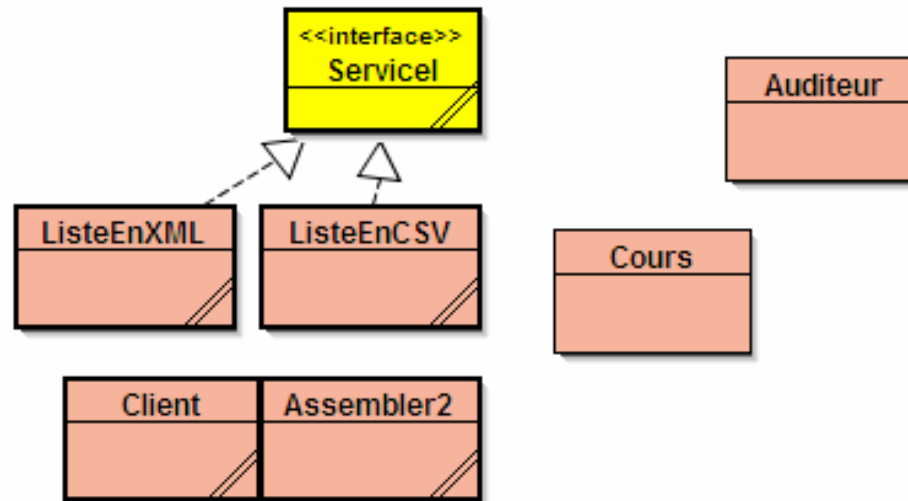 <<interface>>
ServiceI
Auditeur
ListeEnXML
ListeEnCSV
Cours
Client
Assembler2